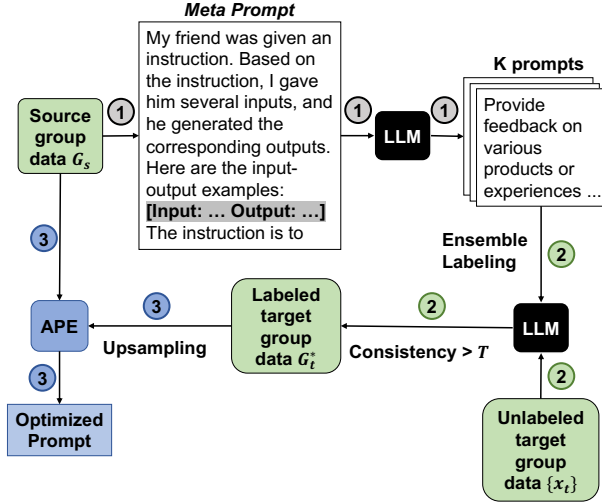 Meta Prompt
My friend was given an
instruction. Based on
the instruction, I gave
him several inputs, and
he generated the
corresponding outputs.
Here are the input-
output examples:
[Input: … Output: …]
The instruction is to
Source
group
data G_s
1
1
LLM
1
K prompts
Provide
feedback on
various
products or
experiences ...
3
Ensemble
Labeling
2
APE
3
Upsampling
Labeled
target
group
data G_t^*
2
Consistency > T
LLM
3
2
Optimized
Prompt
Unlabeled
target
group
data {x_t}